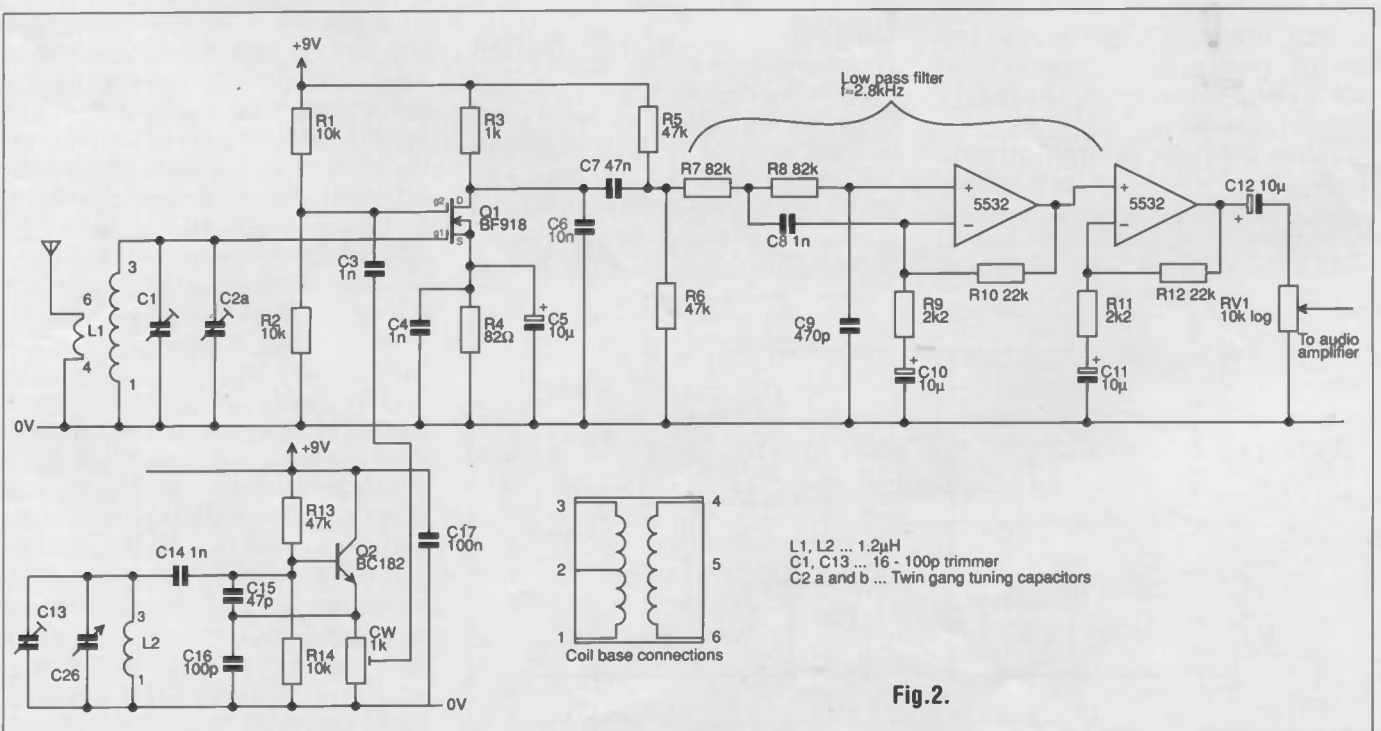 +9V
R1
10k
R3
1k
R5
47k
Low pass filter
f≈2.8kHz
C7 47n
R7 82k
R8 82k
g2
D
g1
S
Q1
BF918
C6
10n
C8 1n
+
5532
−
+
5532
−
C12 10µ
+
3
6
L1
4
1
C1
C2a
R2
10k
C3
1n
C4
1n
R4
82Ω
+
C5
10µ
R6
47k
C9
470p
R10 22k
R9
2k2
+
C10
10µ
R12 22k
R11
2k2
+
C11
10µ
RV1
10k log
To audio
amplifier
0V
+9V
R13
47k
Q2
BC182
C17
100n
C14 1n
C15
47p
C13
C26
3
L2
1
C16
100p
R14
10k
CW
1k
0V
3
2
1
4
5
6
Coil base connections
L1, L2 ... 1.2µH
C1, C13 ... 16 - 100p trimmer
C2 a and b ... Twin gang tuning capacitors
Fig.2.